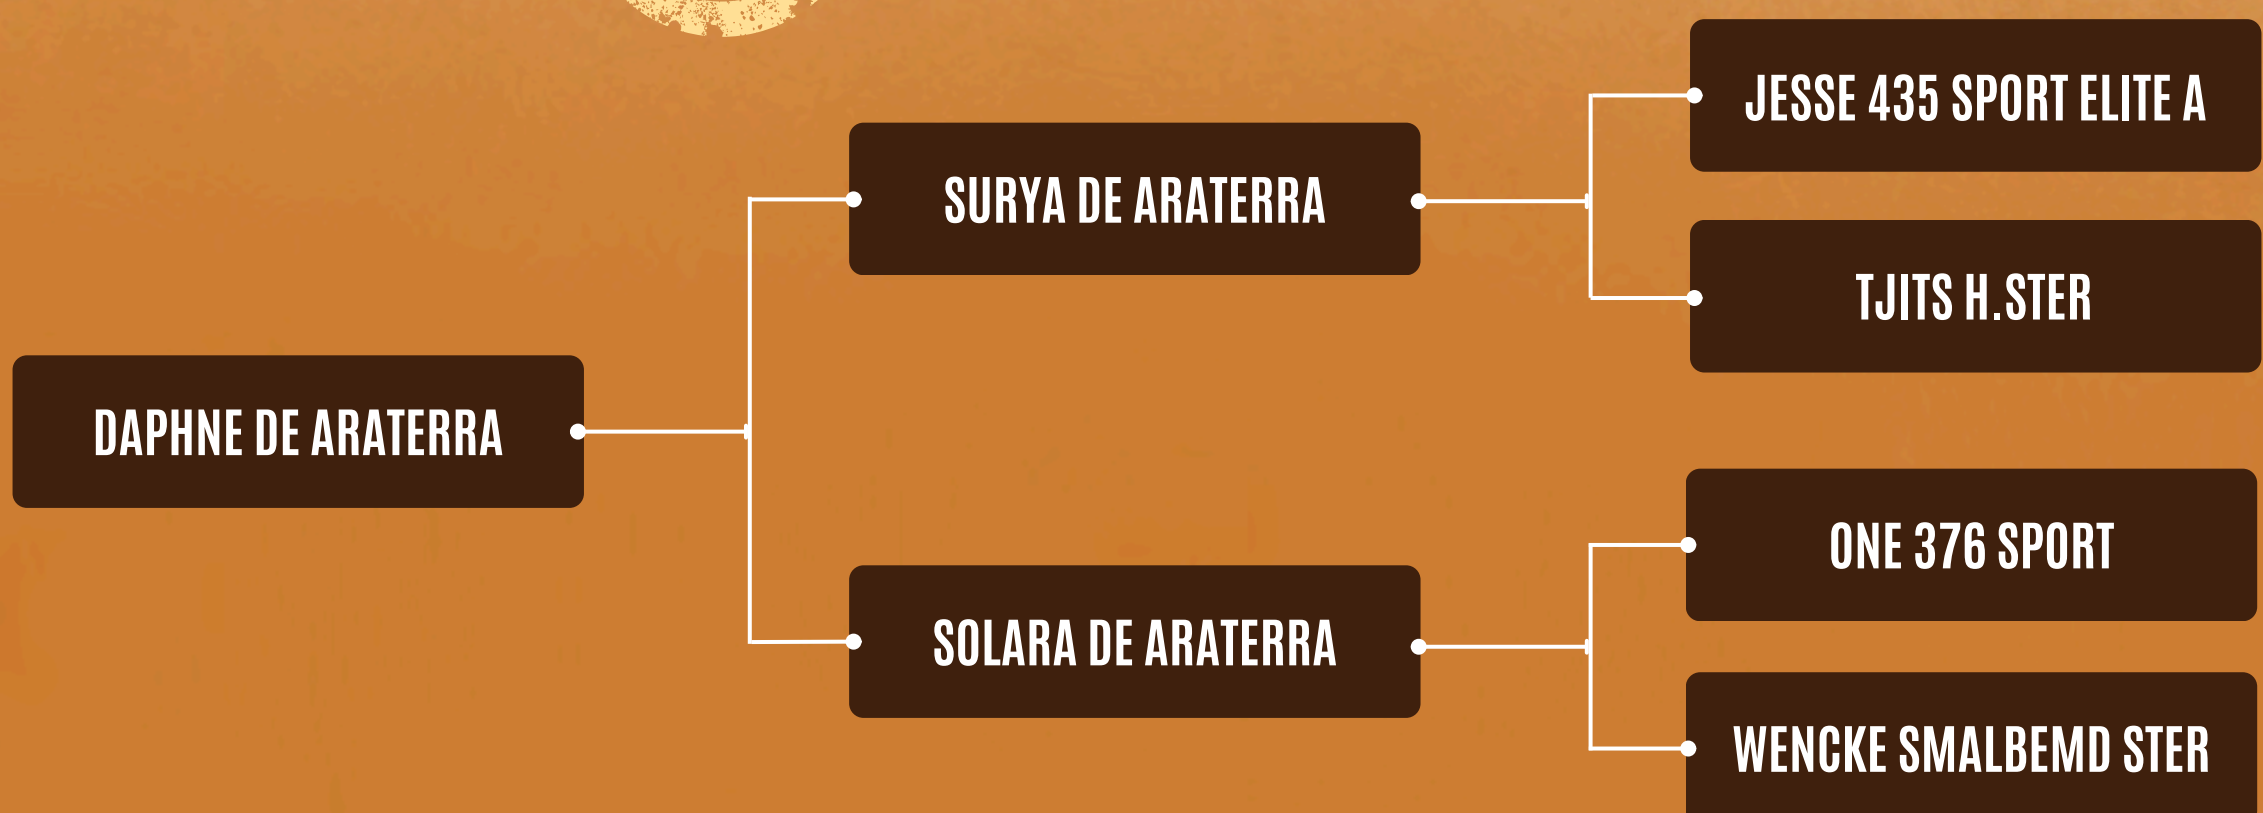 JESSE 435 SPORT ELITE A
SURYA DE ARATERRA
TJITS H.STER
DAPHNE DE ARATERRA
ONE 376 SPORT
SOLARA DE ARATERRA
WENCKE SMALBEMD STER